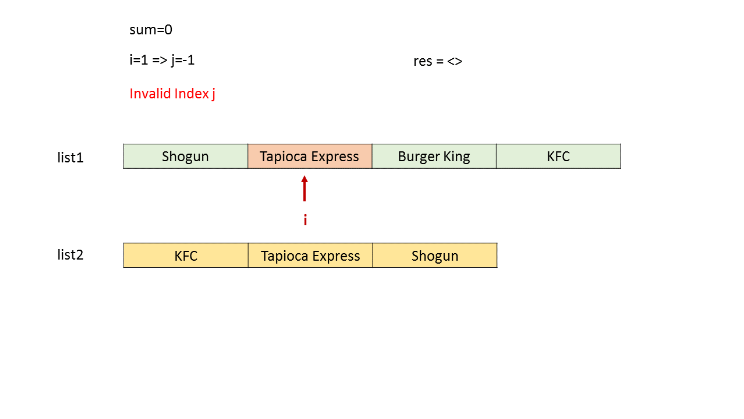 sum=0
i=1 => j=-1 res = <>
Invalid Index j
list1 Shogun Tapioca Express Burger King KFC
i
list2 KFC Tapioca Express Shogun